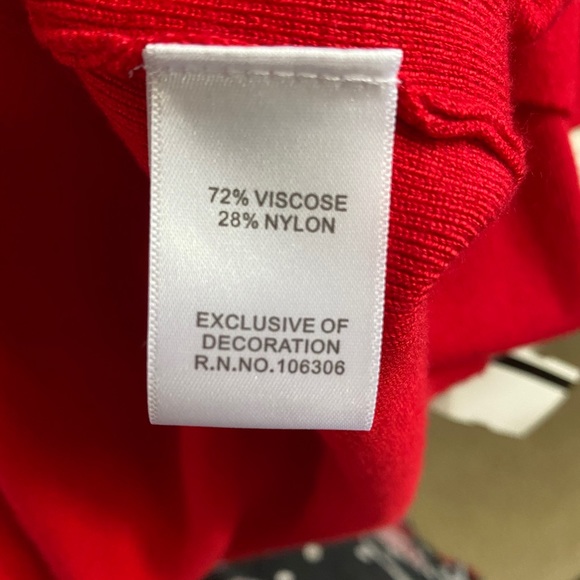 72% VISCOSE
28% NYLON
EXCLUSIVE OF
DECORATION
R.N.NO.106306